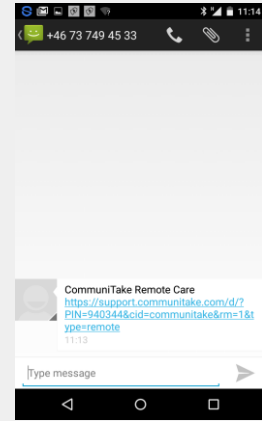 11:14
+46 73 749 45 33
CommuniTake Remote Care
https://support.communitake.com/d/?
PIN=940344&cid=communitake&rm=1&t
ype=remote
11:13
Type message